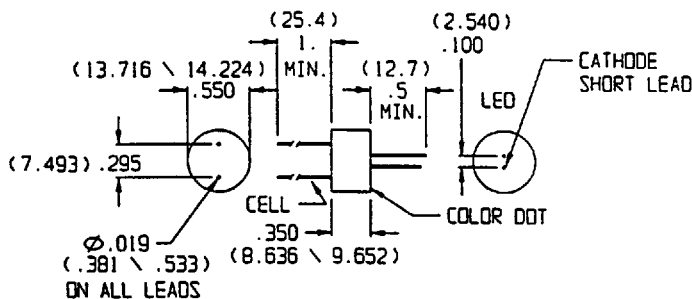 (25.4)
1.
MIN.
(2.540)
.100
(13.716 \ 14.224)
.550
(12.7)
.5
MIN.
LED
CATHODE
SHORT LEAD
(7.493) .295
CELL
COLOR DOT
Ø.019
(.381 \ .533)
ON ALL LEADS
.350
(8.636 \ 9.652)